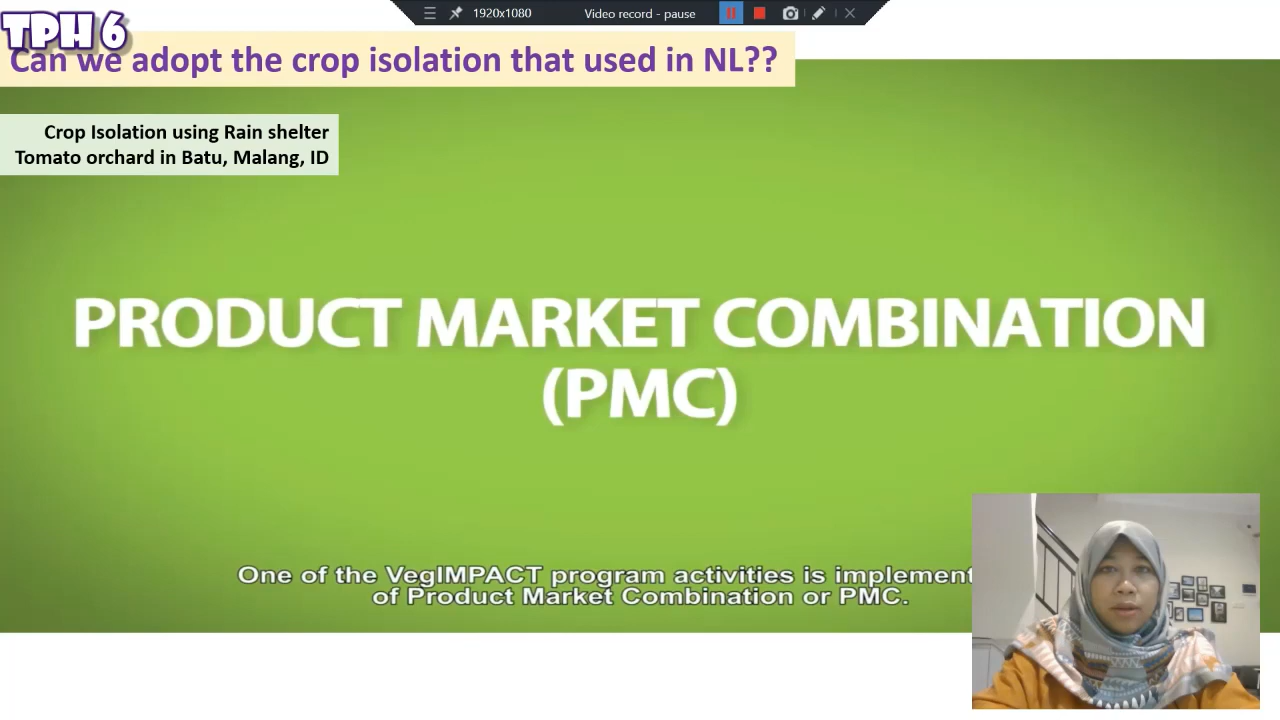 1920x1080 Video record - pause
TPH 6
Can we adopt the crop isolation that used in NL??
Crop Isolation using Rain shelter
Tomato orchard in Batu, Malang, ID
PRODUCT MARKET COMBINATION
(PMC)
One of the VegIMPACT program activities is implement
of Product Market Combination or PMC.